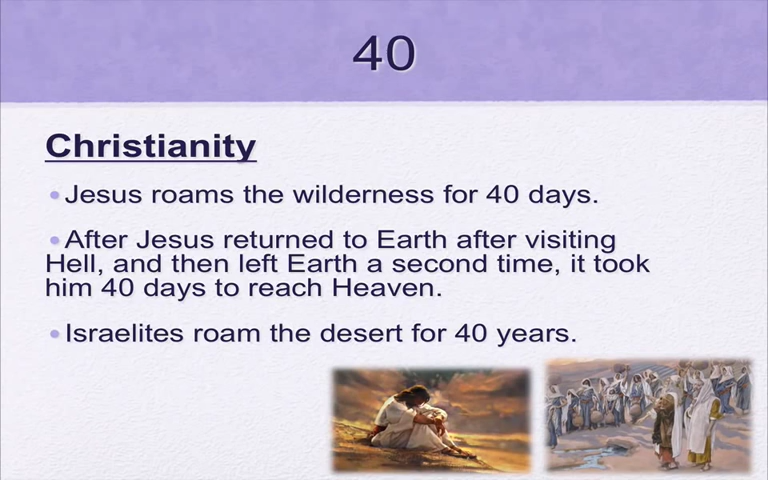 40
Christianity
•Jesus roams the wilderness for 40 days.
•After Jesus returned to Earth after visiting
Hell, and then left Earth a second time, it took
him 40 days to reach Heaven.
•Israelites roam the desert for 40 years.